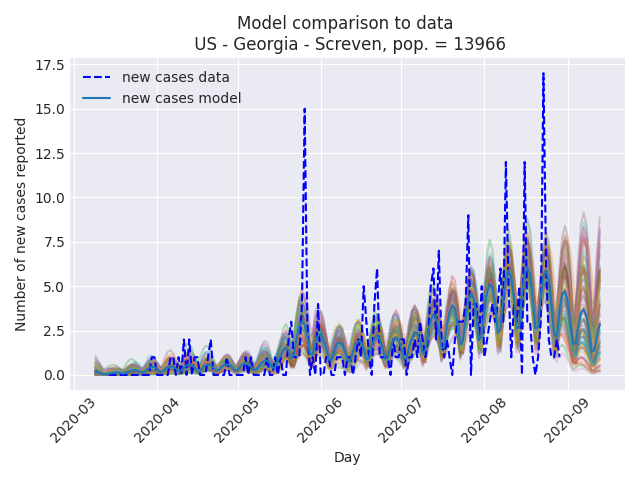 Model comparison to data
US - Georgia - Screven, pop. = 13966
new cases data
new cases model
Number of new cases reported
17.5
15.0
12.5
10.0
7.5
5.0
2.5
0.0
2020-03
2020-04
2020-05
2020-06
2020-07
2020-08
2020-09
Day